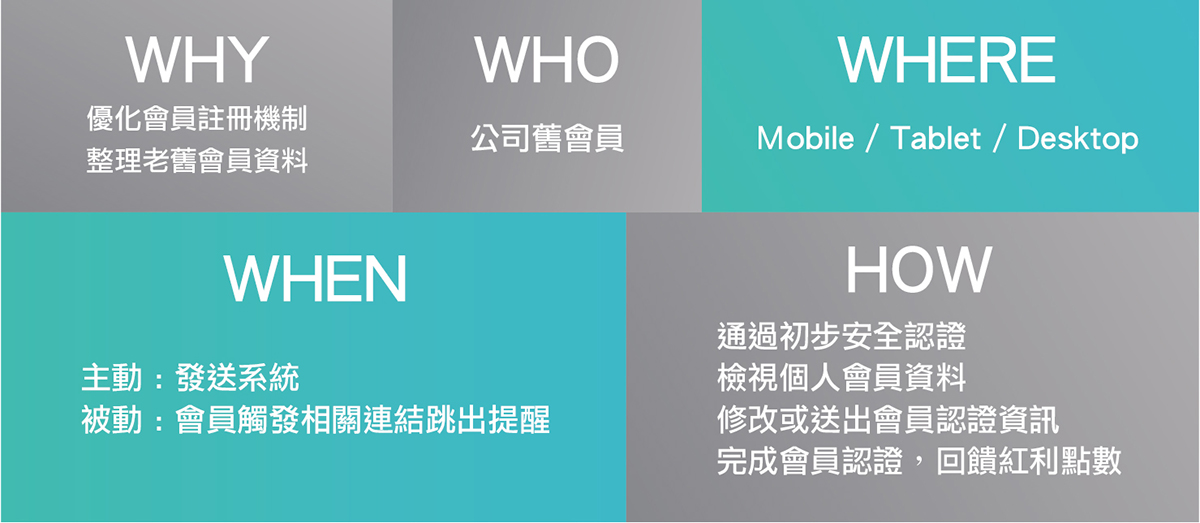 WHY
優化會員註冊機制
整理老舊會員資料
WHO
公司舊會員
WHERE
Mobile / Tablet / Desktop
WHEN
主動：發送系統
被動：會員觸發相關連結跳出提醒
HOW
通過初步安全認證
檢視個人會員資料
修改或送出會員認證資訊
完成會員認證，回饋紅利點數